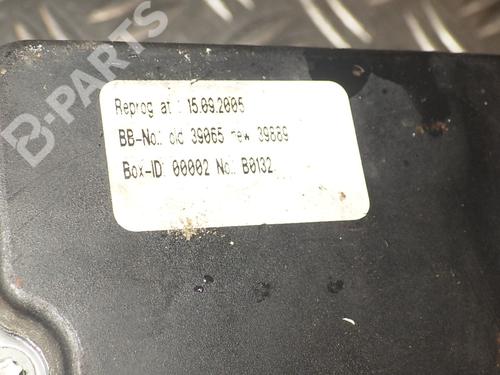 Reprog at : 15.09.2005
BB-No.: old 39065 new 39889
Box-ID: 00002 No.: B0132
B-PARTS